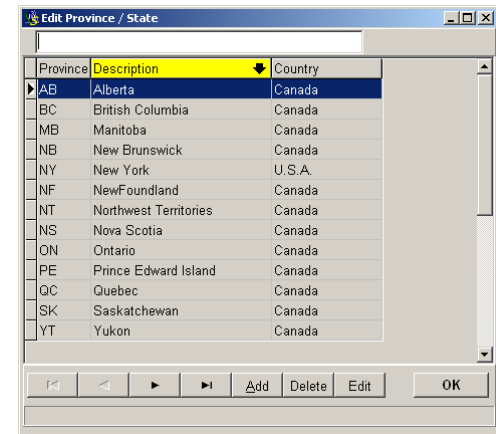 Edit Province / State
Province Description Country
AB Alberta Canada
BC British Columbia Canada
MB Manitoba Canada
NB New Brunswick Canada
NY New York U.S.A.
NF NewFoundland Canada
NT Northwest Territories Canada
NS Nova Scotia Canada
ON Ontario Canada
PE Prince Edward Island Canada
QC Quebec Canada
SK Saskatchewan Canada
YT Yukon Canada
Add Delete Edit OK